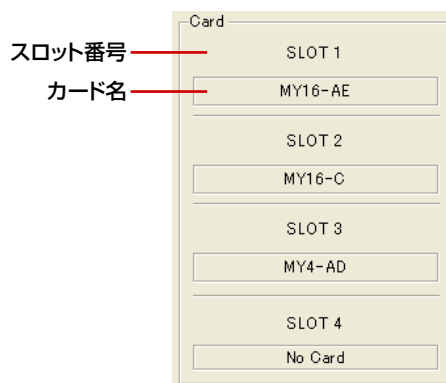 Card
スロット番号
SLOT 1
カード名
MY16-AE
SLOT 2
MY16-C
SLOT 3
MY4-AD
SLOT 4
No Card